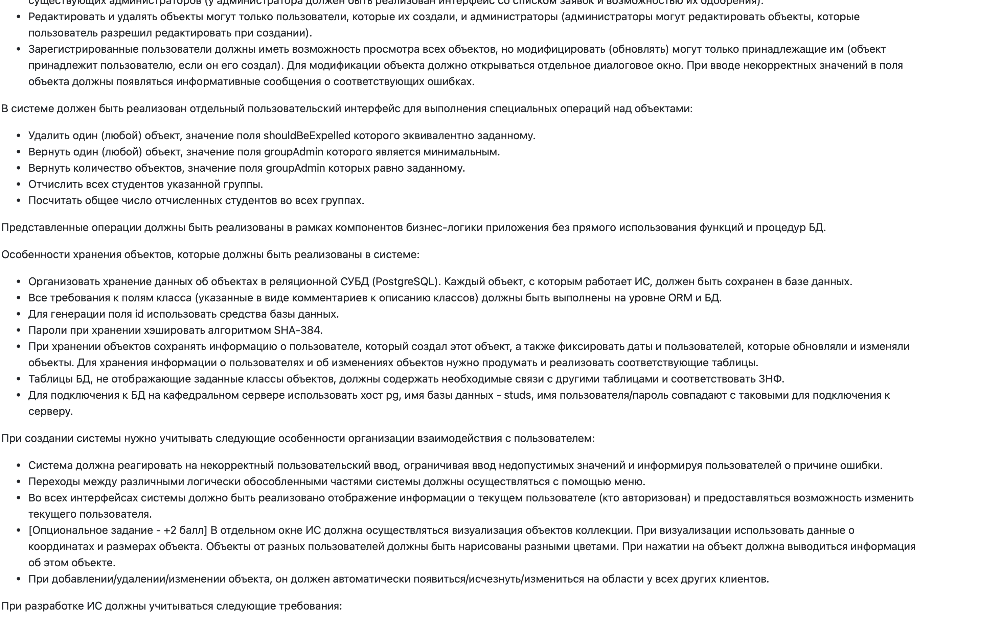 существующих администраторов (у администратора должен быть реализован интерфейс со списком заявок и возможностью их одобрения).
• Редактировать и удалять объекты могут только пользователи, которые их создали, и администраторы (администраторы могут редактировать объекты, которые
пользователь разрешил редактировать при создании).
• Зарегистрированные пользователи должны иметь возможность просмотра всех объектов, но модифицировать (обновлять) могут только принадлежащие им (объект
принадлежит пользователю, если он его создал). Для модификации объекта должно открываться отдельное диалоговое окно. При вводе некорректных значений в поля
объекта должны появляться информативные сообщения о соответствующих ошибках.
В системе должен быть реализован отдельный пользовательский интерфейс для выполнения специальных операций над объектами:
• Удалить один (любой) объект, значение поля shouldBeExpelled которого эквивалентно заданному.
• Вернуть один (любой) объект, значение поля groupAdmin которого является минимальным.
• Вернуть количество объектов, значение поля groupAdmin которых равно заданному.
• Отчислить всех студентов указанной группы.
• Посчитать общее число отчисленных студентов во всех группах.
Представленные операции должны быть реализованы в рамках компонентов бизнес-логики приложения без прямого использования функций и процедур БД.
Особенности хранения объектов, которые должны быть реализованы в системе:
• Организовать хранение данных об объектах в реляционной СУБД (PostgreSQL). Каждый объект, с которым работает ИС, должен быть сохранен в базе данных.
• Все требования к полям класса (указанные в виде комментариев к описанию классов) должны быть выполнены на уровне ORM и БД.
• Для генерации поля id использовать средства базы данных.
• Пароли при хранении хэшировать алгоритмом SHA-384.
• При хранении объектов сохранять информацию о пользователе, который создал этот объект, а также фиксировать даты и пользователей, которые обновляли и изменяли
объекты. Для хранения информации о пользователях и об изменениях объектов нужно продумать и реализовать соответствующие таблицы.
• Таблицы БД, не отображающие заданные классы объектов, должны содержать необходимые связи с другими таблицами и соответствовать 3НФ.
• Для подключения к БД на кафедральном сервере использовать хост pg, имя базы данных - studs, имя пользователя/пароль совпадают с таковыми для подключения к
серверу.
При создании системы нужно учитывать следующие особенности организации взаимодействия с пользователем:
• Система должна реагировать на некорректный пользовательский ввод, ограничивая ввод недопустимых значений и информируя пользователей о причине ошибки.
• Переходы между различными логически обособленными частями системы должны осуществляться с помощью меню.
• Во всех интерфейсах системы должно быть реализовано отображение информации о текущем пользователе (кто авторизован) и предоставляться возможность изменить
текущего пользователя.
• [Опциональное задание - +2 балл] В отдельном окне ИС должна осуществляться визуализация объектов коллекции. При визуализации использовать данные о
координатах и размерах объекта. Объекты от разных пользователей должны быть нарисованы разными цветами. При нажатии на объект должна выводиться информация
об этом объекте.
• При добавлении/удалении/изменении объекта, он должен автоматически появиться/исчезнуть/измениться на области у всех других клиентов.
При разработке ИС должны учитываться следующие требования: